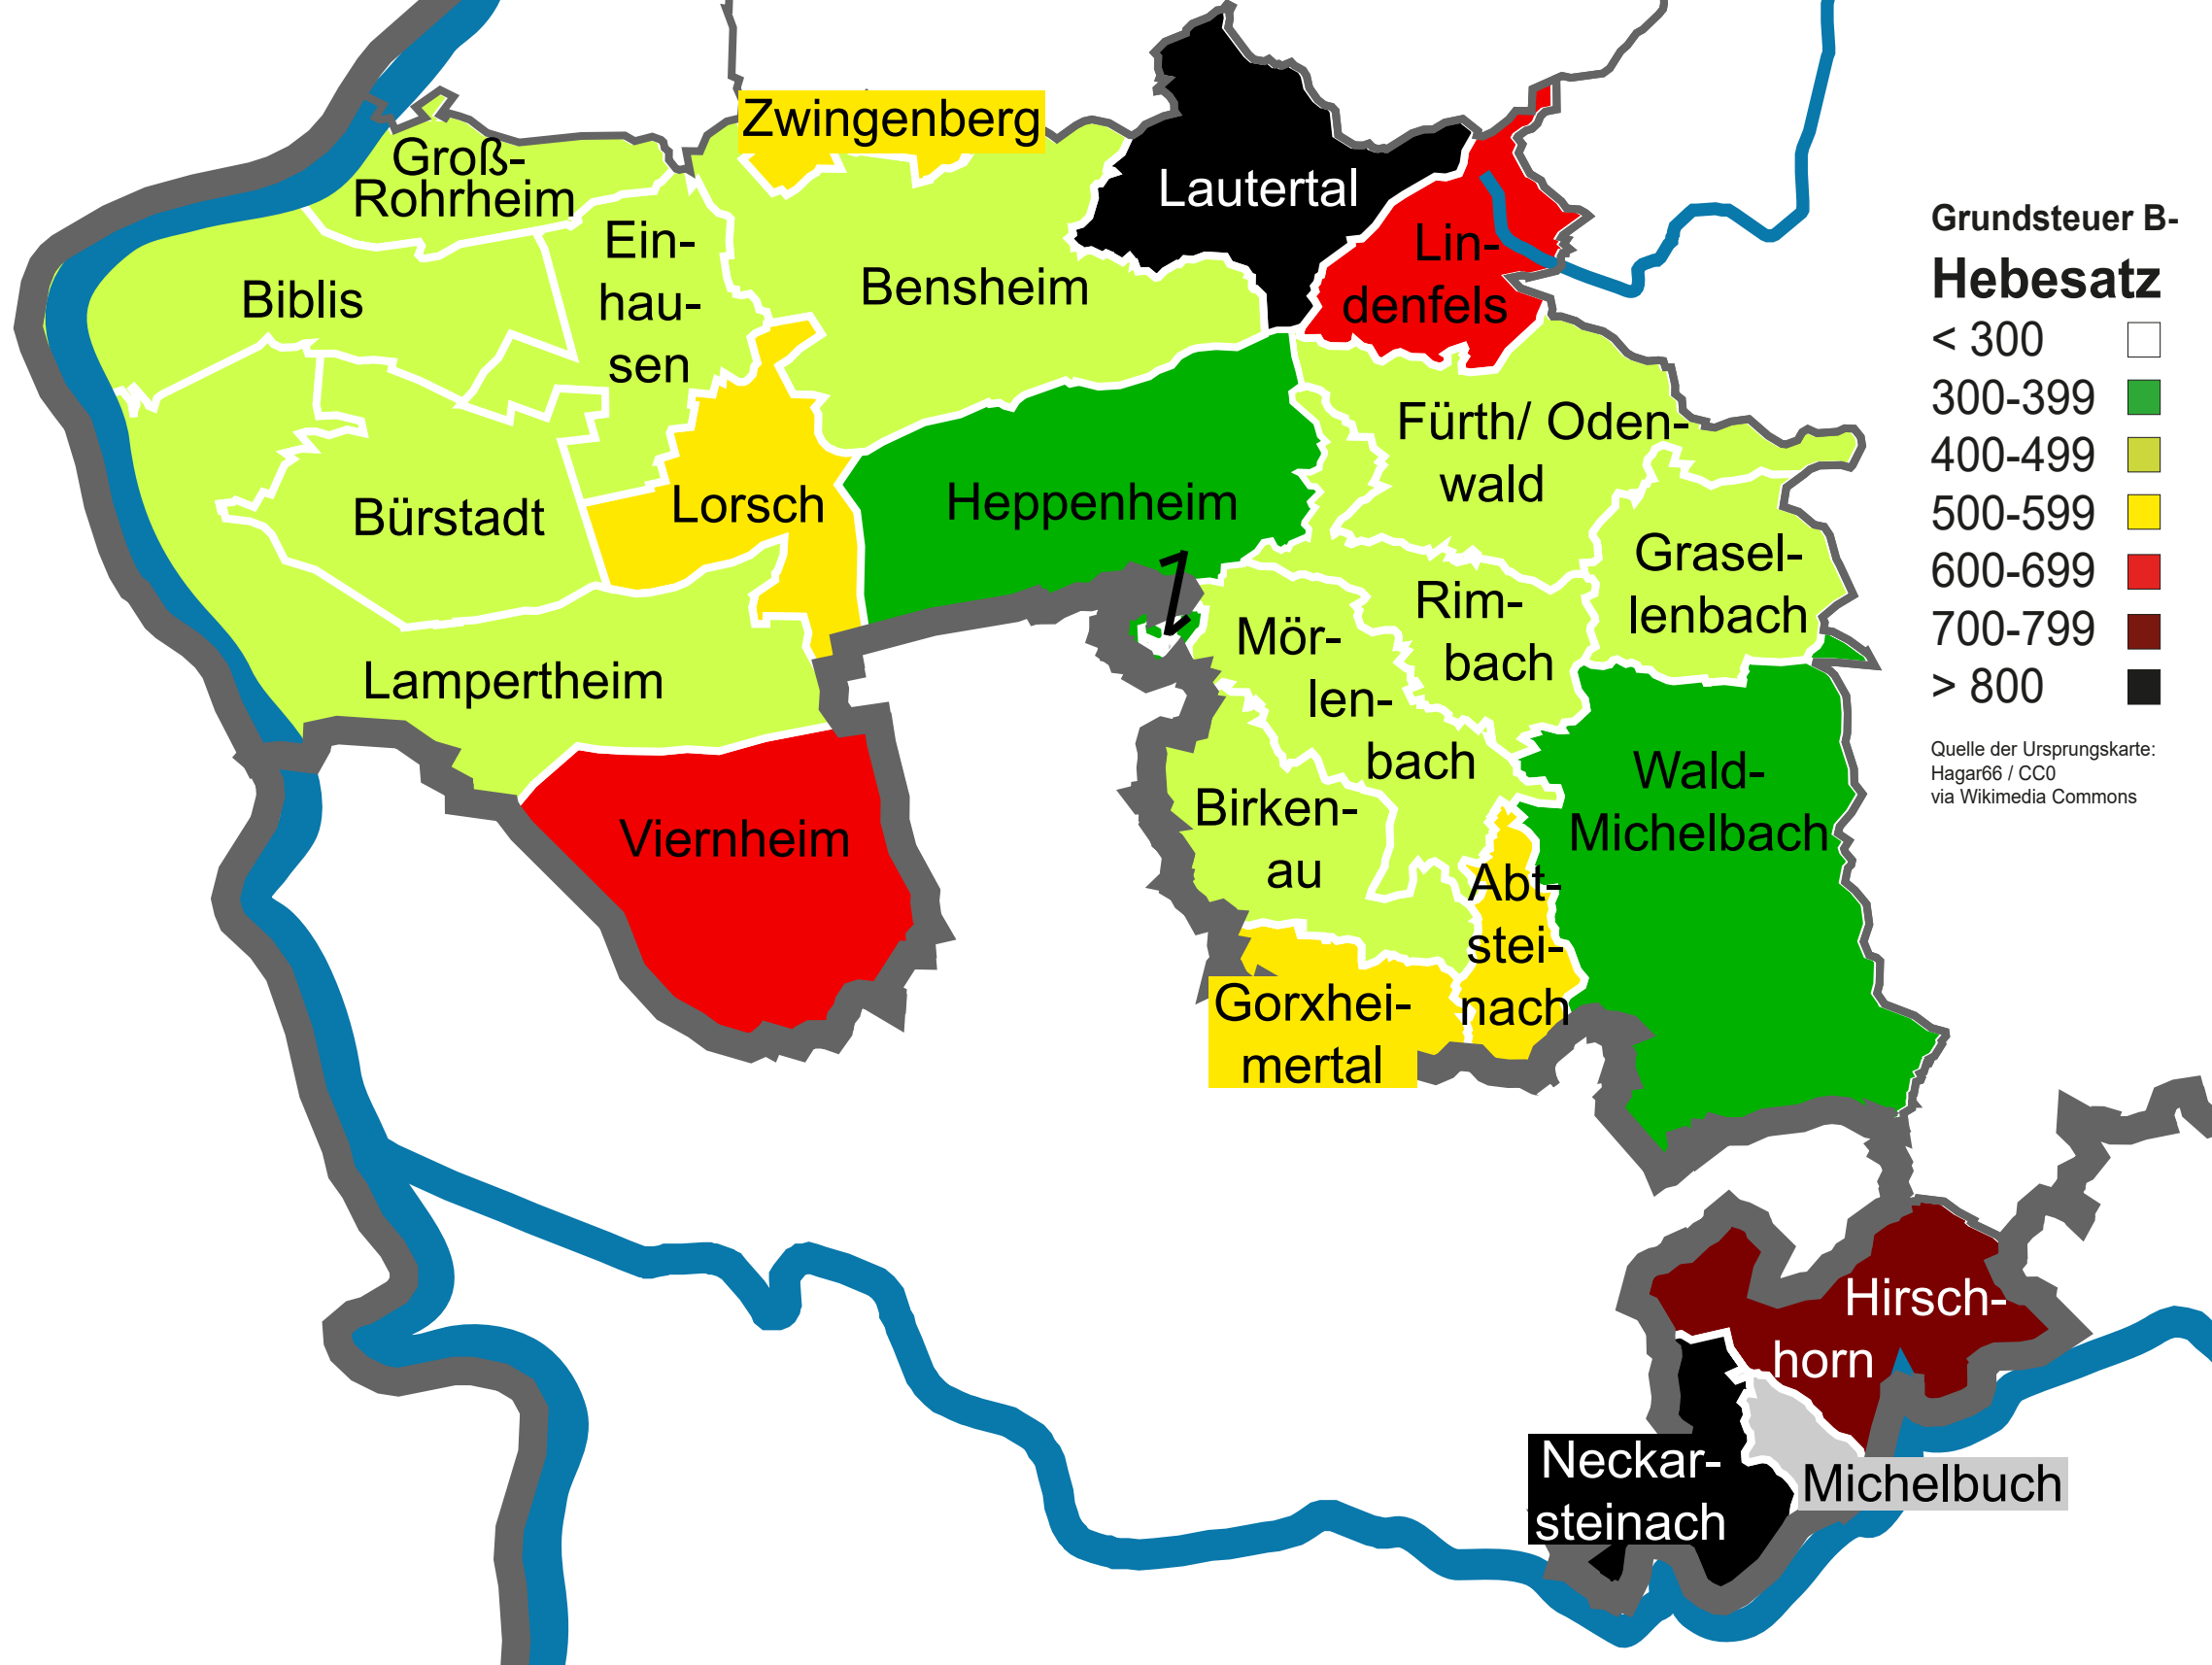 Zwingenberg
Groß-
Rohrheim
Lautertal
Ein-
hau-
sen
Lin-
denfels
Biblis
Bensheim
Fürth/ Oden-
wald
Bürstadt
Lorsch
Heppenheim
Grasel-
lenbach
Rim-
bach
Mör-
len-
bach
Lampertheim
Wald-
Michelbach
Viernheim
Birken-
au
Abt-
stei-
nach
Gorxhei-
mertal
Hirsch-
horn
Neckar-
steinach
Michelbuch
Grundsteuer B-
Hebesatz
< 300
300-399
400-499
500-599
600-699
700-799
> 800
Quelle der Ursprungskarte:
Hagar66 / CC0
via Wikimedia Commons